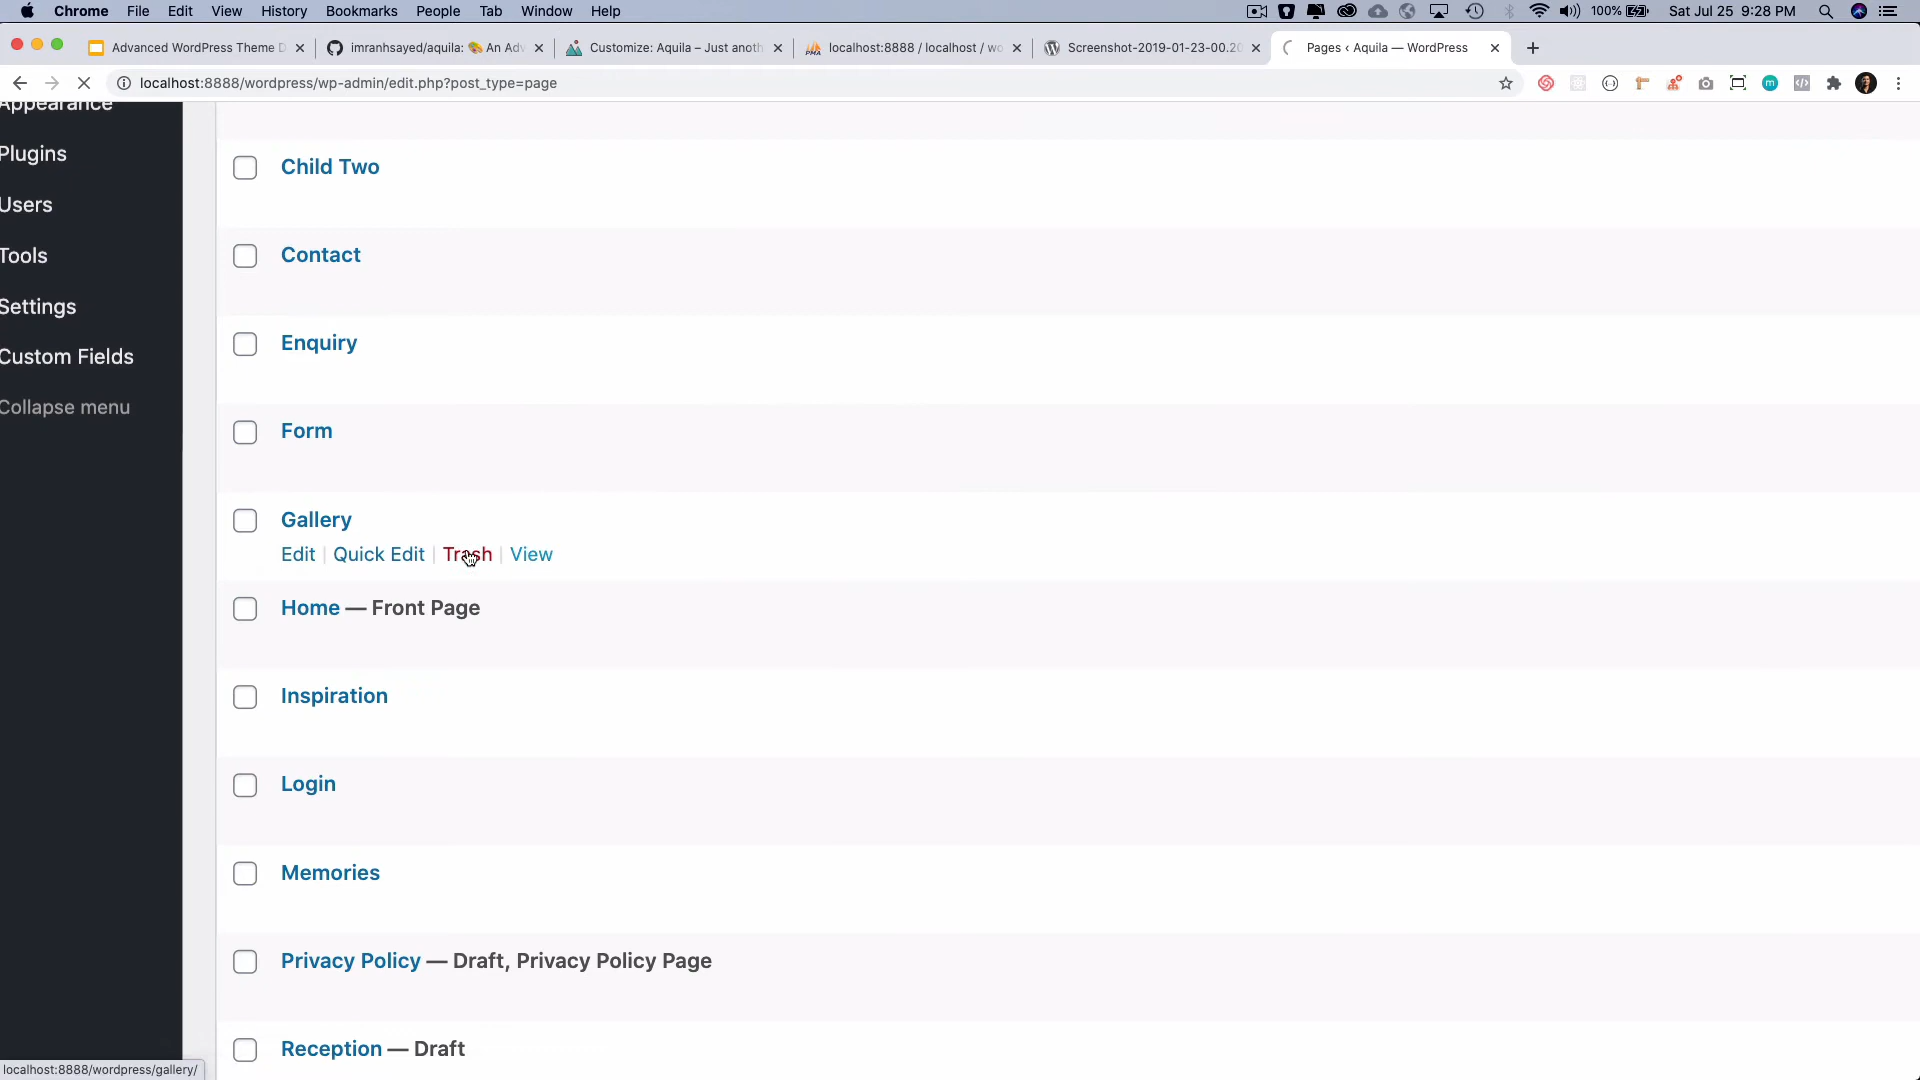 Chrome File Edit View History Bookmarks People Tab Window Help 100% Sat Jul 25 9:28 PM
Advanced WordPress Theme D imranhsayed/aquila: 🎨 An Adv Customize: Aquila – Just anoth localhost:8888 / localhost / wo Screenshot-2019-01-23-00.20 Pages ‹ Aquila — WordPress
localhost:8888/wordpress/wp-admin/edit.php?post_type=page
Appearance
Plugins
Users
Tools
Settings
Custom Fields
Collapse menu
Child Two
Contact
Enquiry
Form
Gallery
Edit | Quick Edit | Trash | View
Home — Front Page
Inspiration
Login
Memories
Privacy Policy — Draft, Privacy Policy Page
Reception — Draft
localhost:8888/wordpress/gallery/